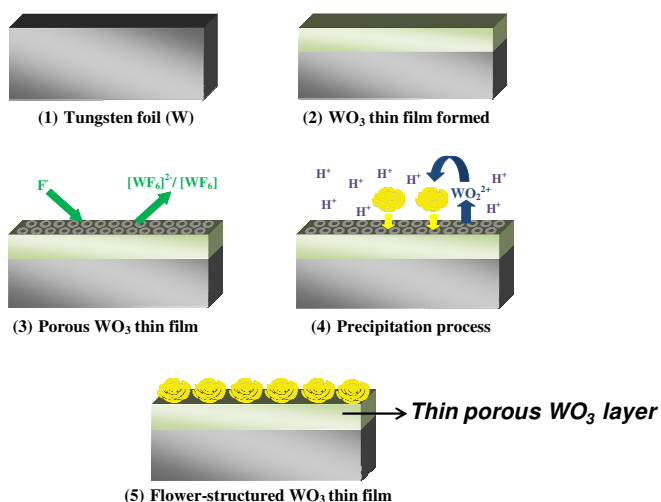 (1) Tungsten foil (W)
(2) WO₃ thin film formed
F⁻
[WF₆]²⁻/ [WF₆]
(3) Porous WO₃ thin film
H⁺
H⁺
H⁺
H⁺
H⁺
H⁺
H⁺
H⁺
WO₂²⁺
(4) Precipitation process
Thin porous WO₃ layer
(5) Flower-structured WO₃ thin film